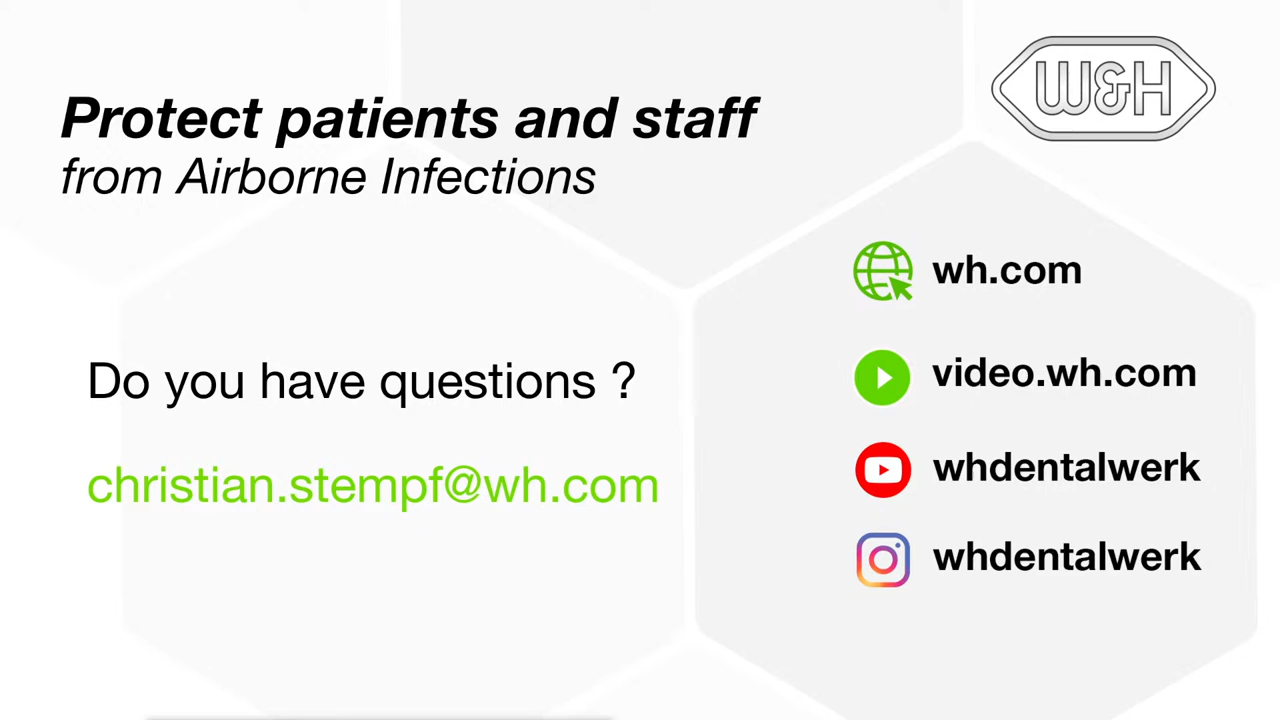 Protect patients and staff
from Airborne Infections
W&H
Do you have questions ?
christian.stempf@wh.com
wh.com
video.wh.com
whdentalwerk
whdentalwerk